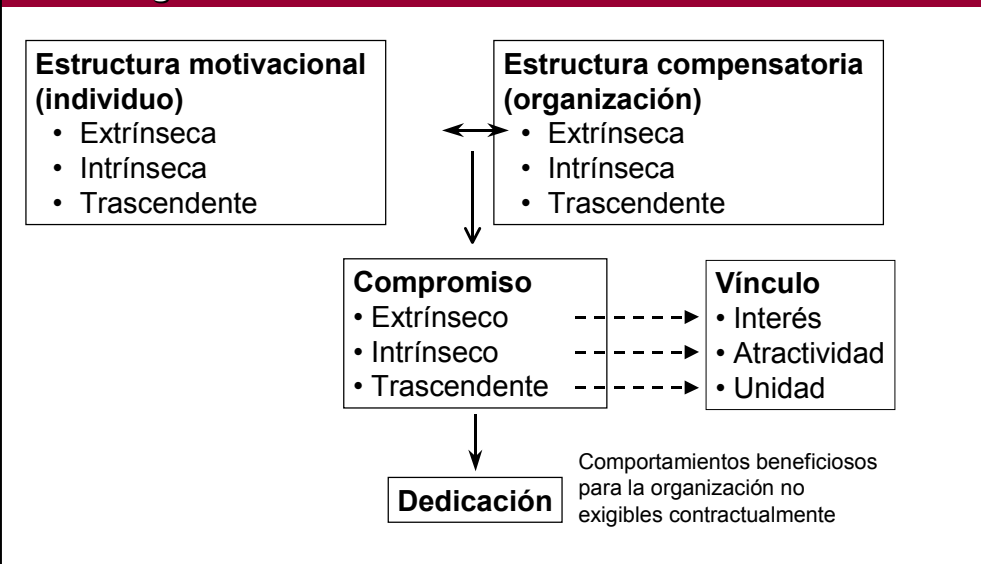 Estructura motivacional
(individuo)
• Extrínseca
• Intrínseca
• Trascendente
Estructura compensatoria
(organización)
• Extrínseca
• Intrínseca
• Trascendente
Compromiso
• Extrínseco
• Intrínseco
• Trascendente
Vínculo
• Interés
• Atractividad
• Unidad
Dedicación
Comportamientos beneficiosos
para la organización no
exigibles contractualmente